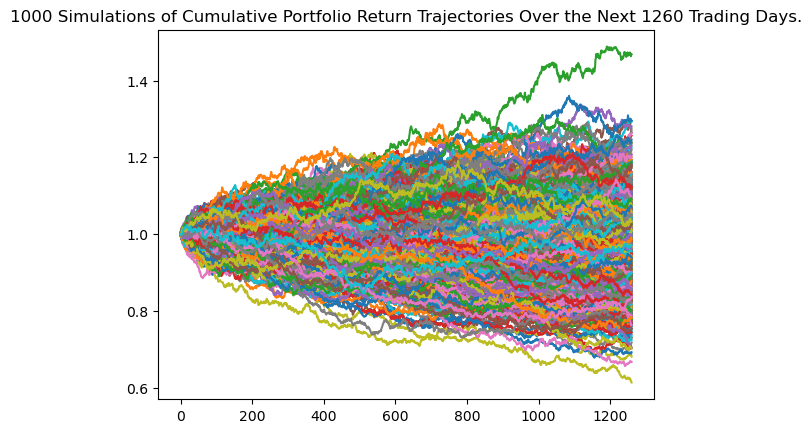 1000 Simulations of Cumulative Portfolio Return Trajectories Over the Next 1260 Trading Days.
1.4
1.2
1.0
0.8
0.6
0 200 400 600 800 1000 1200